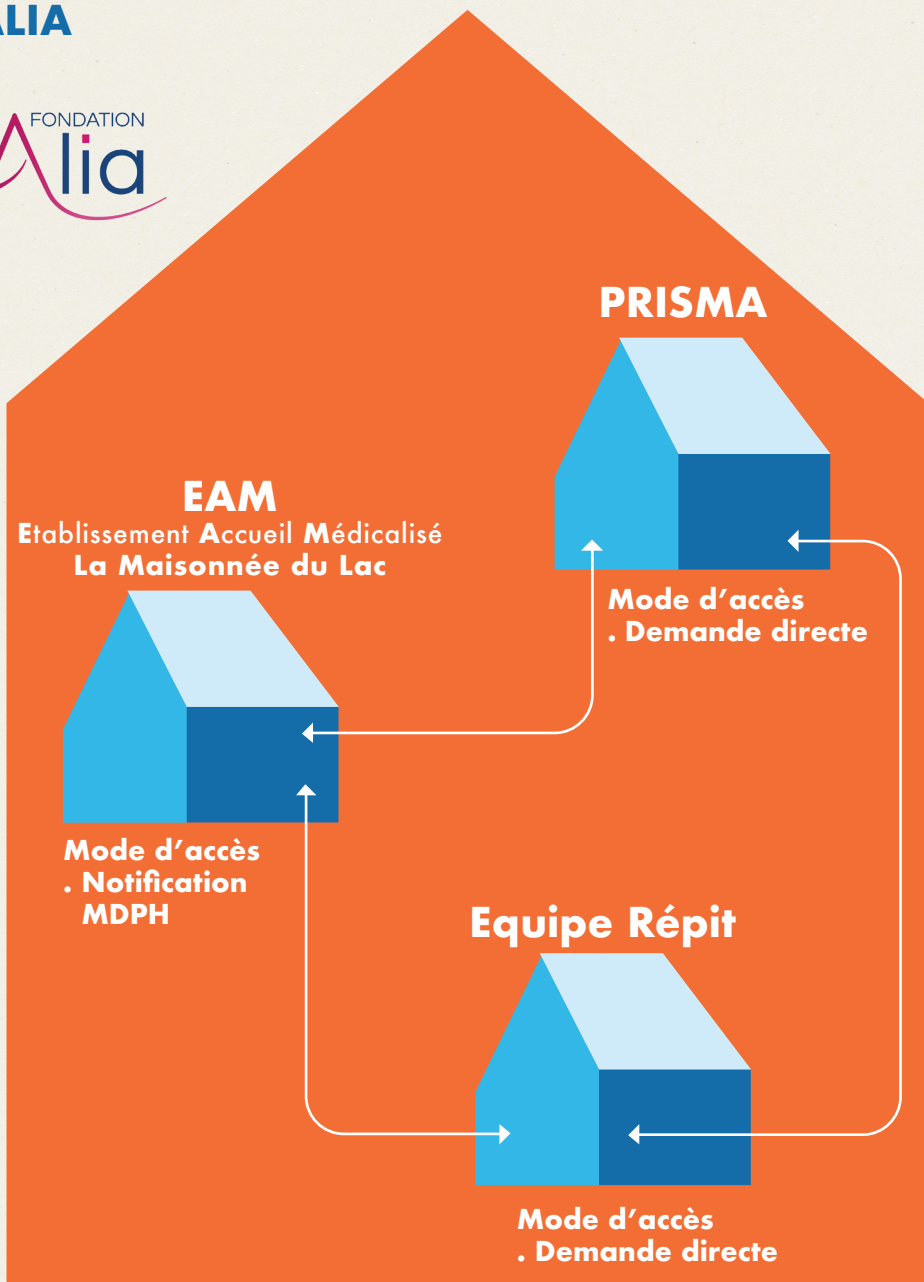 ALIA
FONDATION
Alia
PRISMA
Mode d’accès
. Demande directe
EAM
Etablissement Accueil Médicalisé
La Maisonnée du Lac
Mode d’accès
. Notification
MDPH
Equipe Répit
Mode d’accès
. Demande directe